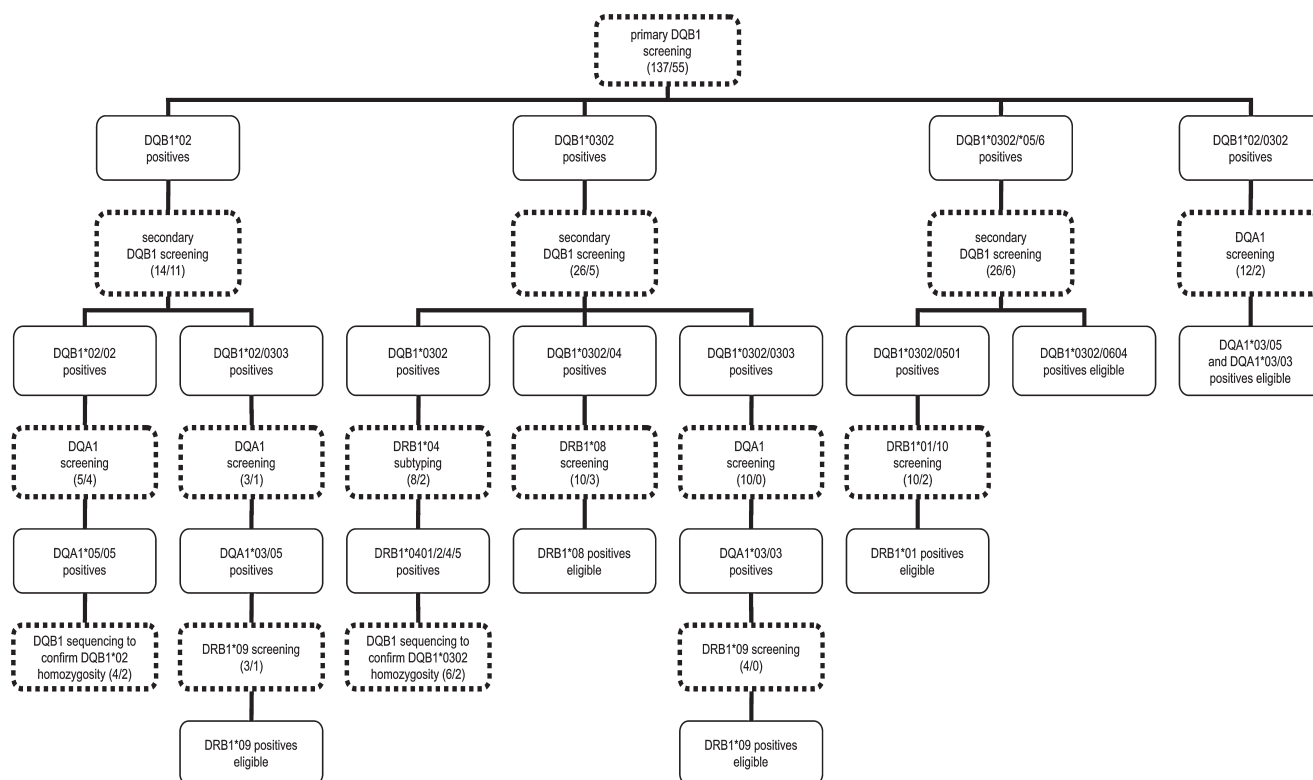 primary DQB1
screening
(137/55)
DQB1*02
positives
DQB1*0302
positives
DQB1*0302/*05/6
positives
DQB1*02/0302
positives
secondary
DQB1 screening
(14/11)
secondary
DQB1 screening
(26/5)
secondary
DQB1 screening
(26/6)
DQA1
screening
(12/2)
DQB1*02/02
positives
DQB1*02/0303
positives
DQB1*0302
positives
DQB1*0302/04
positives
DQB1*0302/0303
positives
DQB1*0302/0501
positives
DQB1*0302/0604
positives eligible
DQA1*03/05
and DQA1*03/03
positives eligible
DQA1
screening
(5/4)
DQA1
screening
(3/1)
DRB1*04
subtyping
(8/2)
DRB1*08
screening
(10/3)
DQA1
screening
(10/0)
DRB1*01/10
screening
(10/2)
DQA1*05/05
positives
DQA1*03/05
positives
DRB1*0401/2/4/5
positives
DRB1*08 positives
eligible
DQA1*03/03
positives
DRB1*01 positives
eligible
DQB1 sequencing to
confirm DQB1*02
homozygosity (4/2)
DRB1*09 screening
(3/1)
DQB1 sequencing to
confirm DQB1*0302
homozygosity (6/2)
DRB1*09 screening
(4/0)
DRB1*09 positives
eligible
DRB1*09 positives
eligible